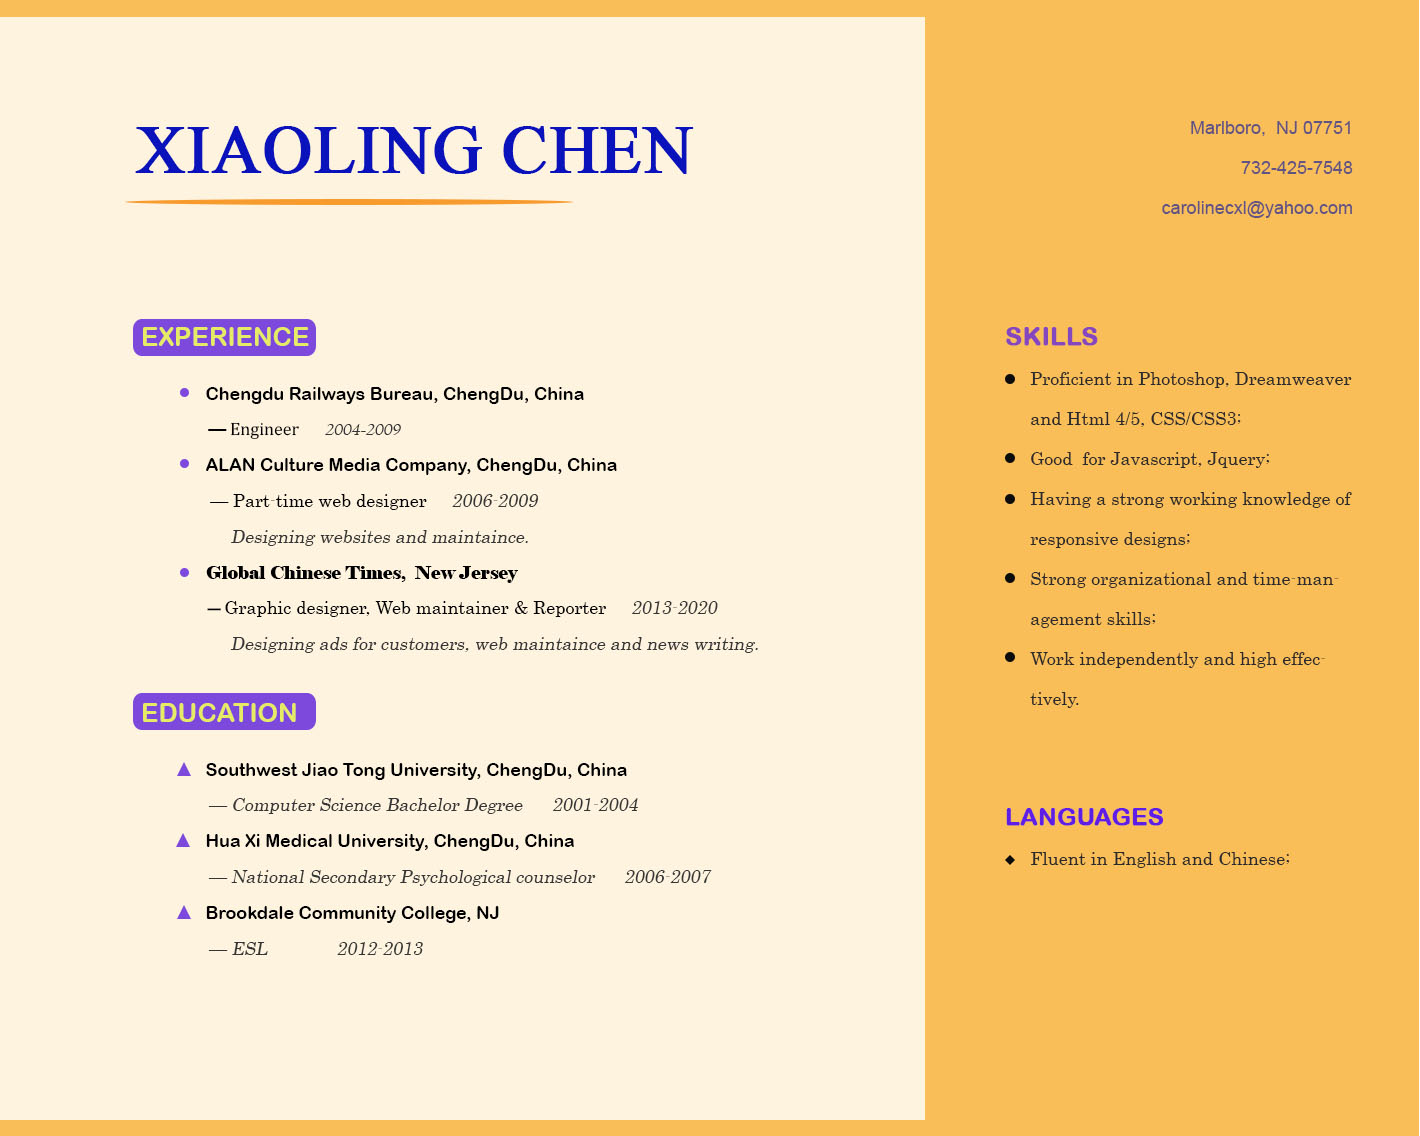 XIAOLING CHEN
EXPERIENCE
Chengdu Railways Bureau, ChengDu, China
— Engineer 2004-2009
ALAN Culture Media Company, ChengDu, China
— Part-time web designer 2006-2009
Designing websites and maintaince.
Global Chinese Times, New Jersey
— Graphic designer, Web maintainer & Reporter 2013-2020
Designing ads for customers, web maintaince and news writing.
EDUCATION
Southwest Jiao Tong University, ChengDu, China
— Computer Science Bachelor Degree 2001-2004
Hua Xi Medical University, ChengDu, China
— National Secondary Psychological counselor 2006-2007
Brookdale Community College, NJ
— ESL 2012-2013
Marlboro, NJ 07751
732-425-7548
carolinecxl@yahoo.com
SKILLS
Proficient in Photoshop, Dreamweaver
and Html 4/5, CSS/CSS3;
Good for Javascript, Jquery;
Having a strong working knowledge of
responsive designs;
Strong organizational and time-man-
agement skills;
Work independently and high effec-
tively.
LANGUAGES
Fluent in English and Chinese;